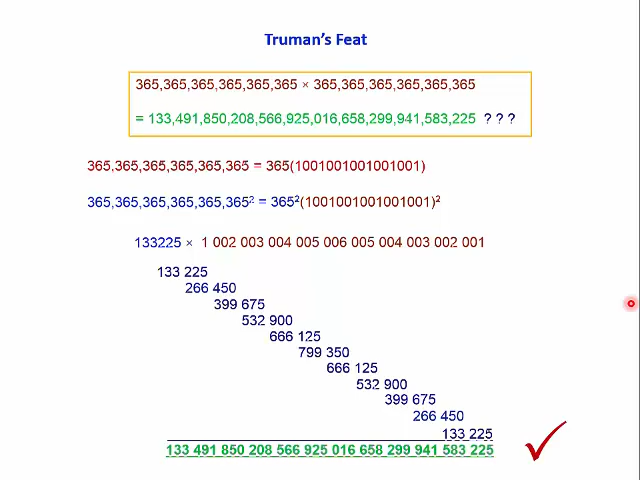 Truman's Feat
365,365,365,365,365,365 × 365,365,365,365,365,365
= 133,491,850,208,566,925,016,658,299,941,583,225 ? ? ?
365,365,365,365,365,365 = 365(1001001001001001)
365,365,365,365,365,365² = 365²(1001001001001001)²
133225 × 1 002 003 004 005 006 005 004 003 002 001
133 225
266 450
399 675
532 900
666 125
799 350
666 125
532 900
399 675
266 450
133 225
133 491 850 208 566 925 016 658 299 941 583 225